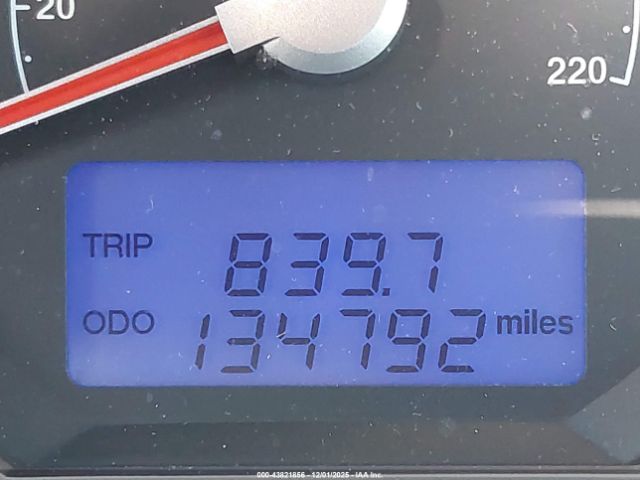 20
220
TRIP 839.7
ODO 134792 miles
000-43821856 - 12/01/2025 - IAA Inc.